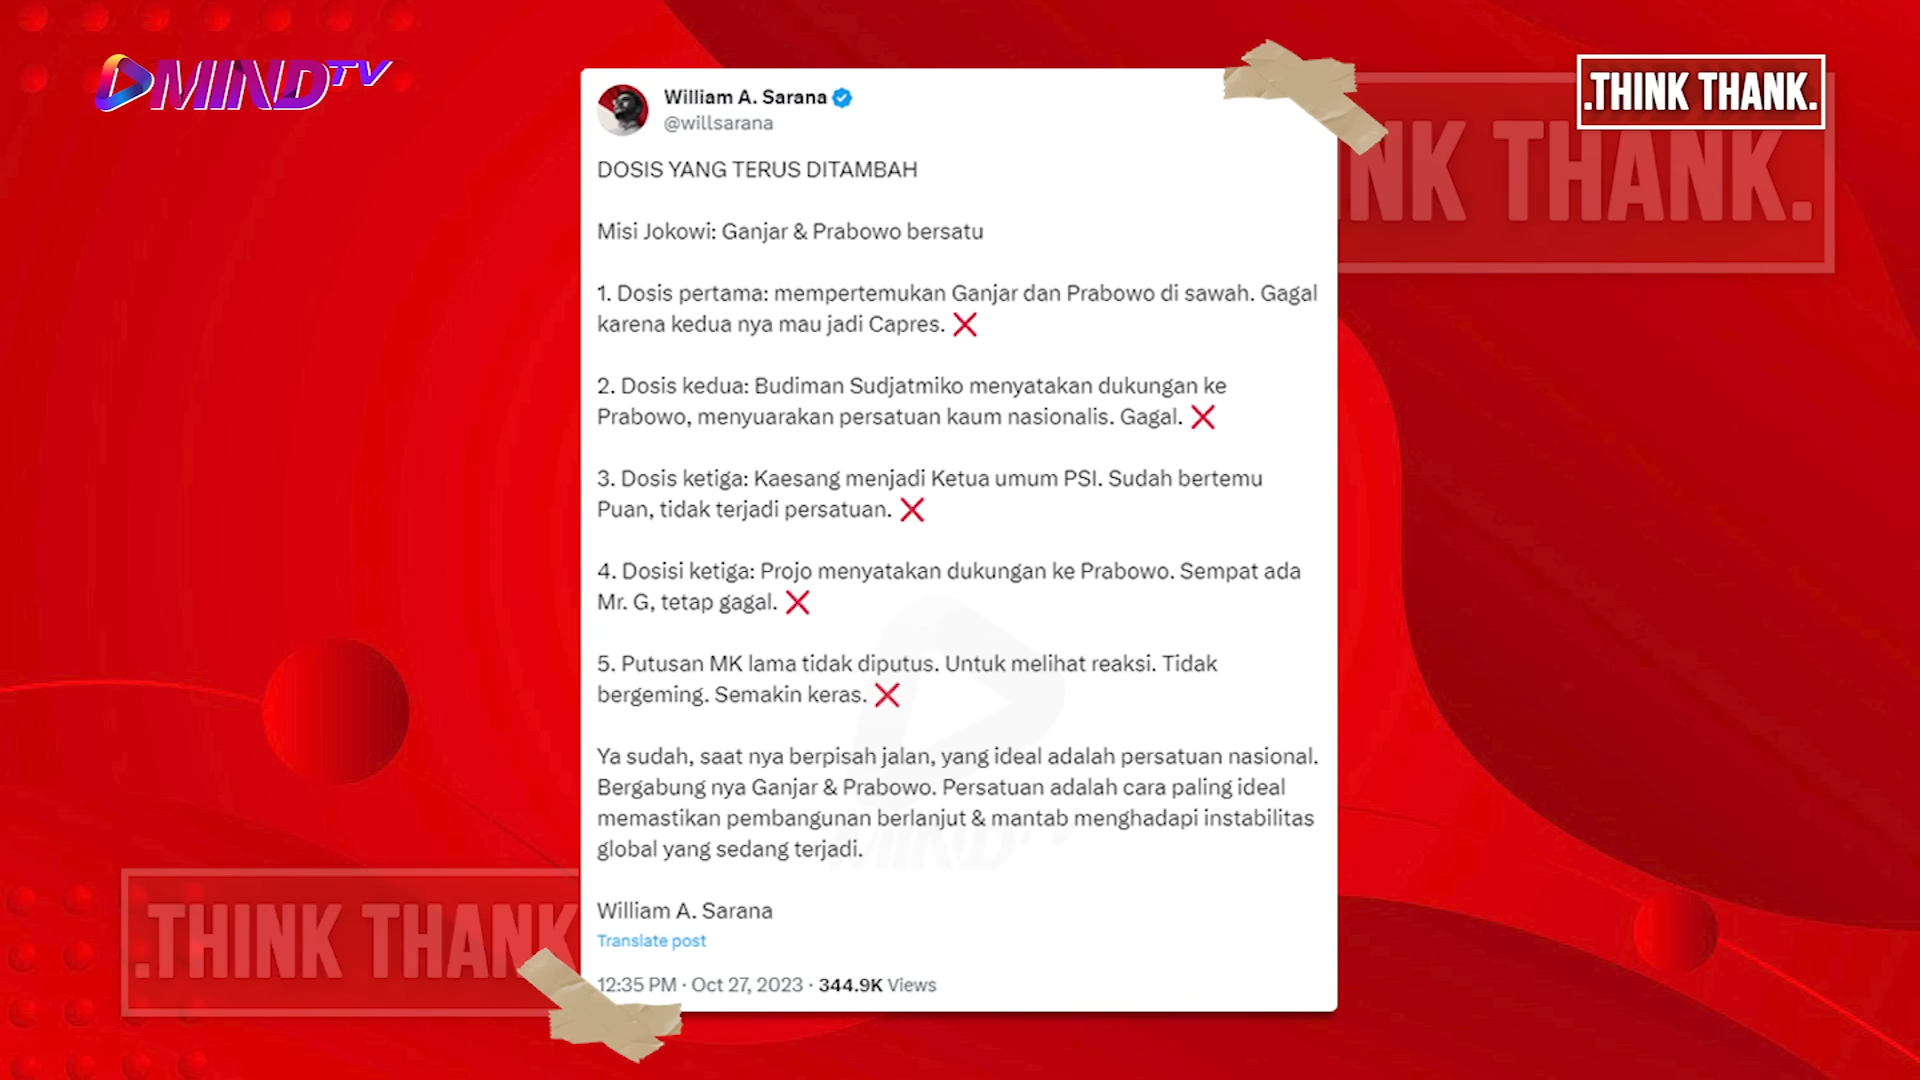 MIND TV
.THINK THANK.
NK THANK.
William A. Sarana
@willsarana
DOSIS YANG TERUS DITAMBAH
Misi Jokowi: Ganjar & Prabowo bersatu
1. Dosis pertama: mempertemukan Ganjar dan Prabowo di sawah. Gagal
karena kedua nya mau jadi Capres. ❌
2. Dosis kedua: Budiman Sudjatmiko menyatakan dukungan ke
Prabowo, menyuarakan persatuan kaum nasionalis. Gagal. ❌
3. Dosis ketiga: Kaesang menjadi Ketua umum PSI. Sudah bertemu
Puan, tidak terjadi persatuan. ❌
4. Dosisi ketiga: Projo menyatakan dukungan ke Prabowo. Sempat ada
Mr. G, tetap gagal. ❌
5. Putusan MK lama tidak diputus. Untuk melihat reaksi. Tidak
bergeming. Semakin keras. ❌
Ya sudah, saat nya berpisah jalan, yang ideal adalah persatuan nasional.
Bergabung nya Ganjar & Prabowo. Persatuan adalah cara paling ideal
memastikan pembangunan berlanjut & mantab menghadapi instabilitas
global yang sedang terjadi.
MIND TV
William A. Sarana
Translate post
.THINK THANK
12:35 PM · Oct 27, 2023 · 344.9K Views